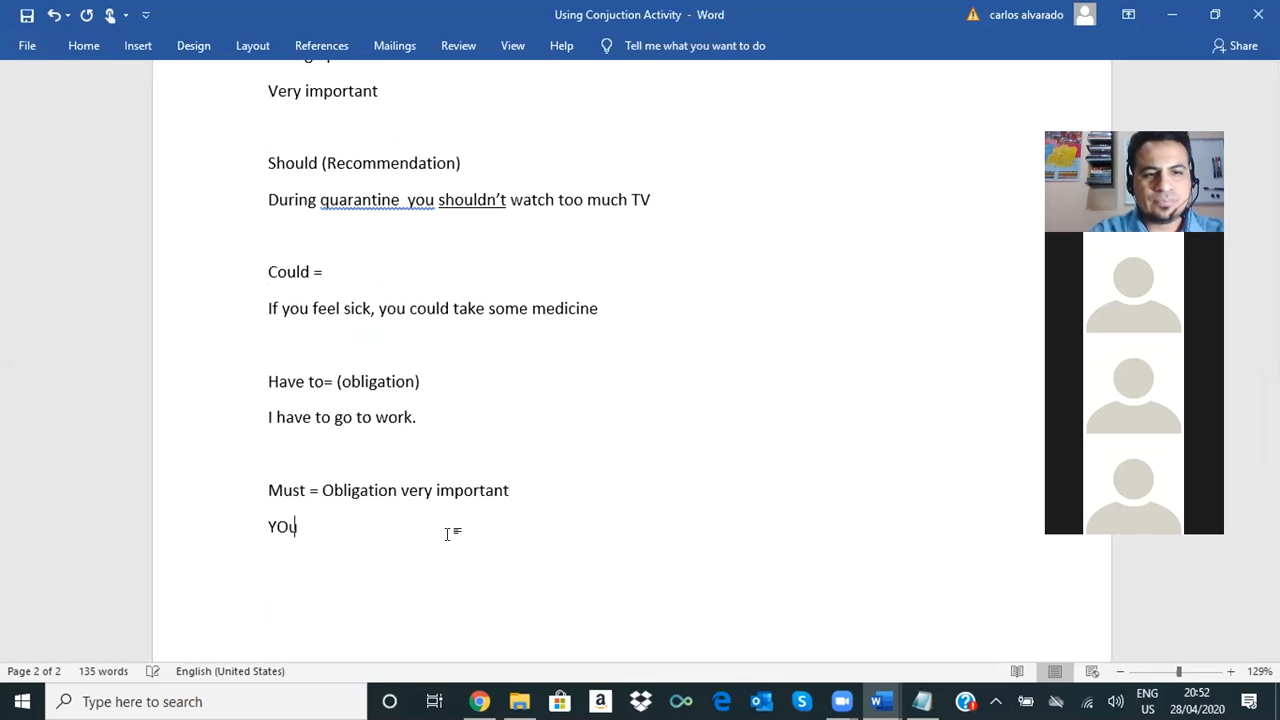 Using Conjuction Activity - Word
carlos alvarado
File Home Insert Design Layout References Mailings Review View Help Tell me what you want to do Share
Very important
Should (Recommendation)
During quarantine  you shouldn’t watch too much TV
Could =
If you feel sick, you could take some medicine
Have to= (obligation)
I have to go to work.
Must = Obligation very important
YOu
Page 2 of 2 135 words English (United States) 129%
Type here to search
ENG
US
20:52
28/04/2020